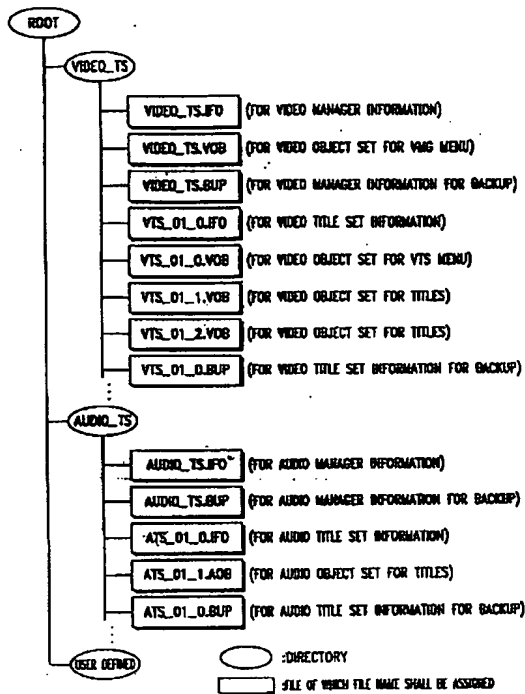 ROOT
VIDEO_TS
VIDEO_TS.IFO (FOR VIDEO MANAGER INFORMATION)
VIDEO_TS.VOB (FOR VIDEO OBJECT SET FOR VMG MENU)
VIDEO_TS.BUP (FOR VIDEO MANAGER INFORMATION FOR BACKUP)
VTS_01_0.IFO (FOR VIDEO TITLE SET INFORMATION)
VTS_01_0.VOB (FOR VIDEO OBJECT SET FOR VTS MENU)
VTS_01_1.VOB (FOR VIDEO OBJECT SET FOR TITLES)
VTS_01_2.VOB (FOR VIDEO OBJECT SET FOR TITLES)
VTS_01_0.BUP (FOR VIDEO TITLE SET INFORMATION FOR BACKUP)
AUDIO_TS
AUDIO_TS.IFO (FOR AUDIO MANAGER INFORMATION)
AUDIO_TS.BUP (FOR AUDIO MANAGER INFORMATION FOR BACKUP)
ATS_01_0.IFO (FOR AUDIO TITLE SET INFORMATION)
ATS_01_1.AOB (FOR AUDIO OBJECT SET FOR TITLES)
ATS_01_0.BUP (FOR AUDIO TITLE SET INFORMATION FOR BACKUP)
USER DEFINED
:DIRECTORY
:FILE OF WHICH FILE NAME SHALL BE ASSIGNED